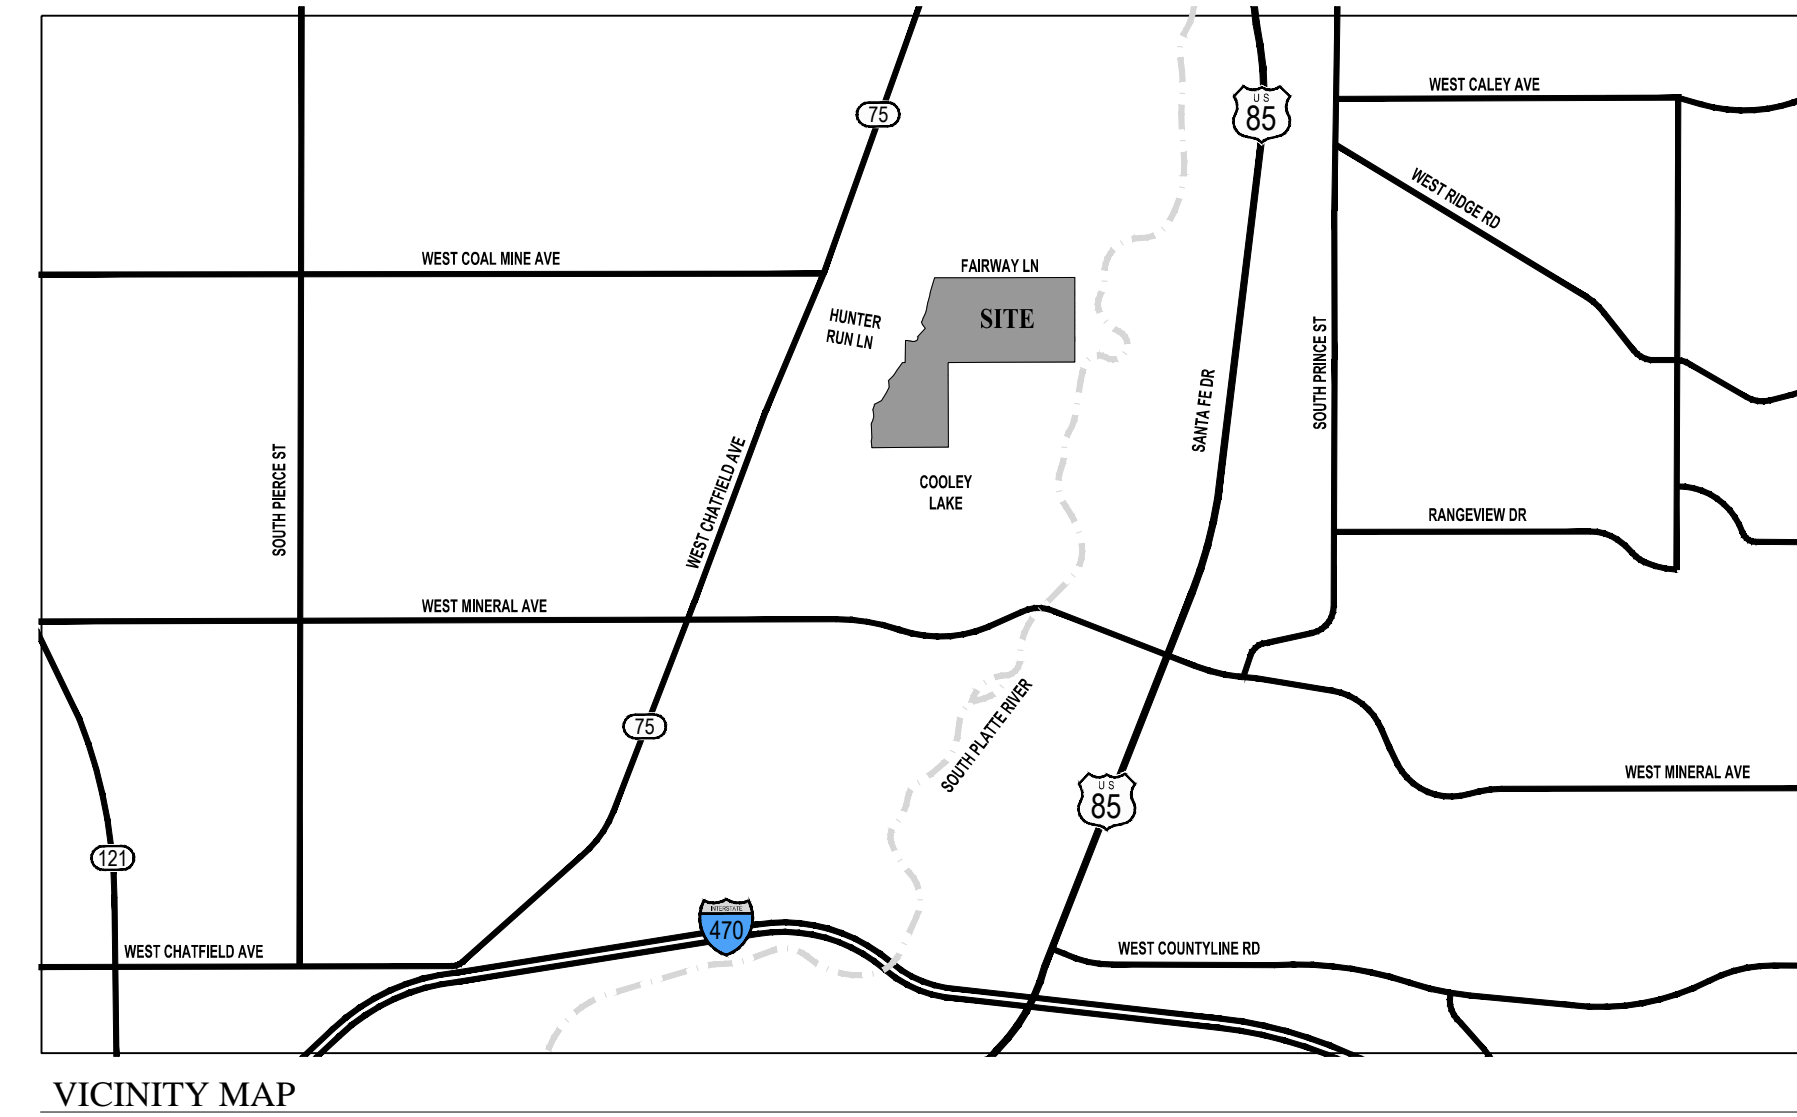 WEST CALEY AVE
U S
85
75
WEST RIDGE RD
WEST COAL MINE AVE
FAIRWAY LN
HUNTER
RUN LN
SITE
SOUTH PRINCE ST
SANTA FE DR
SOUTH PIERCE ST
WEST CHATFIELD AVE
COOLEY
LAKE
RANGEVIEW DR
WEST MINERAL AVE
75
SOUTH PLATTE RIVER
U S
85
WEST MINERAL AVE
121
INTERSTATE
470
WEST CHATFIELD AVE
WEST COUNTYLINE RD
VICINITY MAP